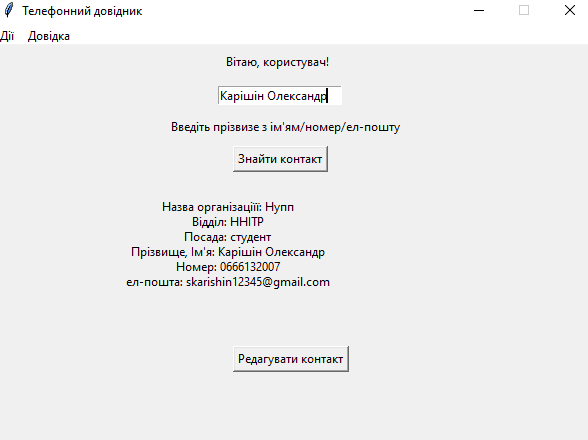 Телефонний довідник
Дії Довідка
Вітаю, користувач!
Карішін Олександр
Введіть прізвизе з ім'ям/номер/ел-пошту
Знайти контакт
Назва організаціїї: Нупп
Відділ: ННІТР
Посада: студент
Прізвище, Ім'я: Карішін Олександр
Номер: 0666132007
ел-пошта: skarishin12345@gmail.com
Редагувати контакт